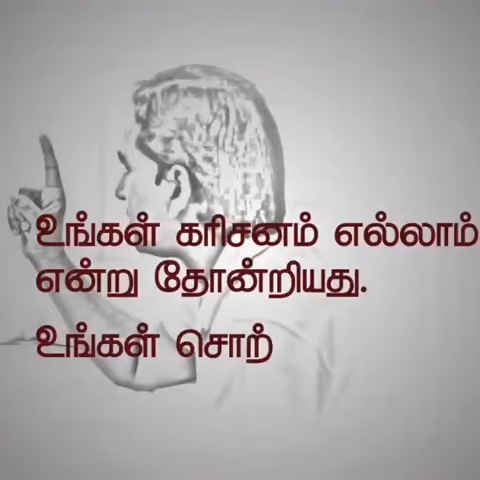 உங்கள் கரிசனம் எல்லாம்
என்று தோன்றியது.
உங்கள் சொற்